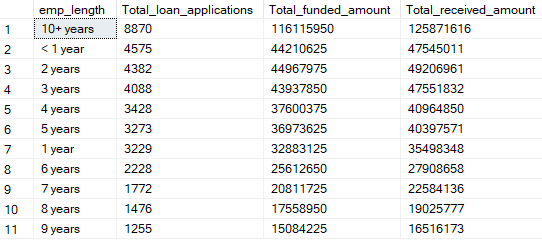 emp_length Total_loan_applications Total_funded_amount Total_received_amount
1 10+ years 8870 116115950 125871616
2 < 1 year 4575 44210625 47545011
3 2 years 4382 44967975 49206961
4 3 years 4088 43937850 47551832
5 4 years 3428 37600375 40964850
6 5 years 3273 36973625 40397571
7 1 year 3229 32883125 35498348
8 6 years 2228 25612650 27908658
9 7 years 1772 20811725 22584136
10 8 years 1476 17558950 19025777
11 9 years 1255 15084225 16516173